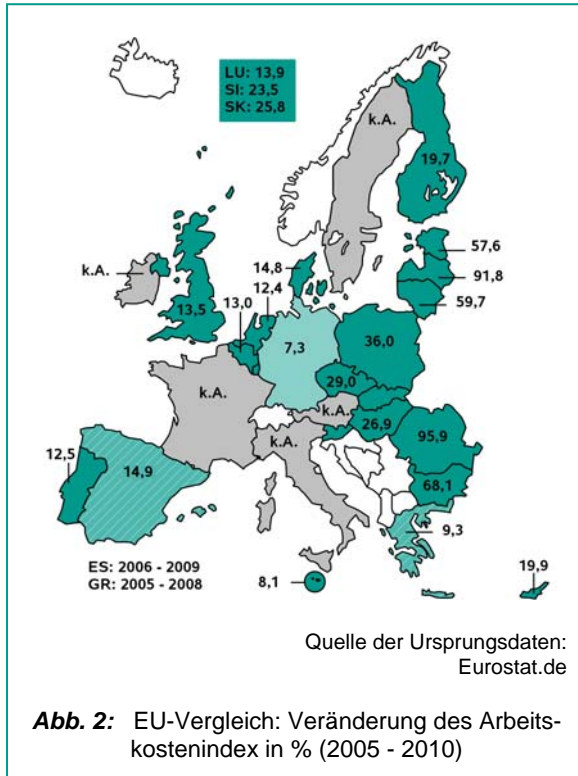 LU: 13,9
SI: 23,5
SK: 25,8
k.A.
19,7
57,6
91,8
59,7
k.A.
14,8
12,4
13,0
13,5
7,3
36,0
29,0
k.A.
k.A.
k.A.
26,9
95,9
68,1
12,5
14,9
9,3
ES: 2006 - 2009
GR: 2005 - 2008
8,1
19,9
Quelle der Ursprungsdaten:
Eurostat.de
Abb. 2: EU-Vergleich: Veränderung des Arbeits-
kostenindex in % (2005 - 2010)